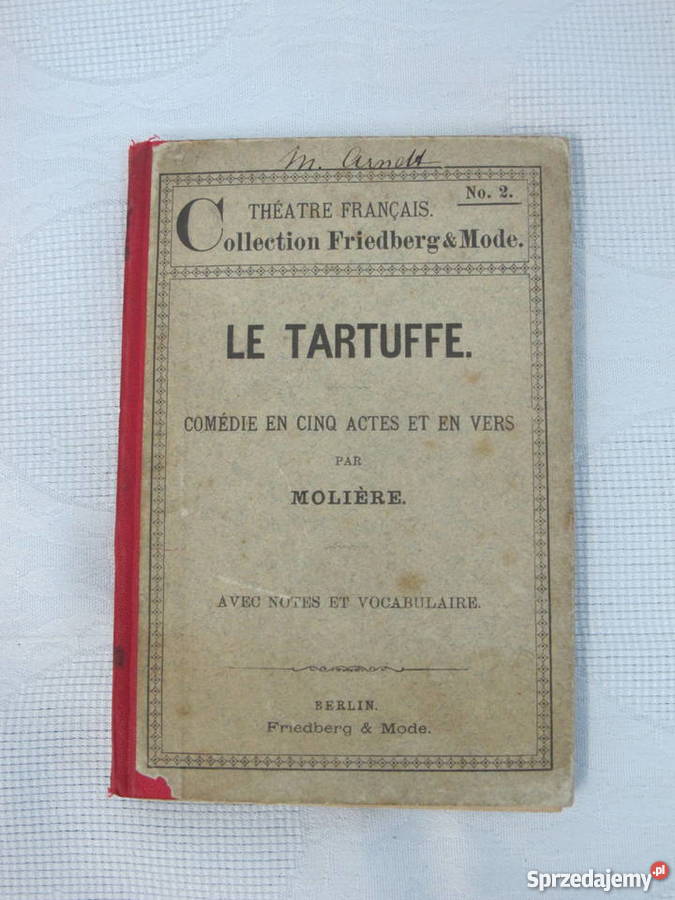 M. Arndt
No. 2.
THÉATRE FRANÇAIS.
Collection Friedberg & Mode.
LE TARTUFFE.
COMÉDIE EN CINQ ACTES ET EN VERS
PAR
MOLIÈRE.
AVEC NOTES ET VOCABULAIRE.
BERLIN.
Friedberg & Mode.
Sprzedajemy.pl